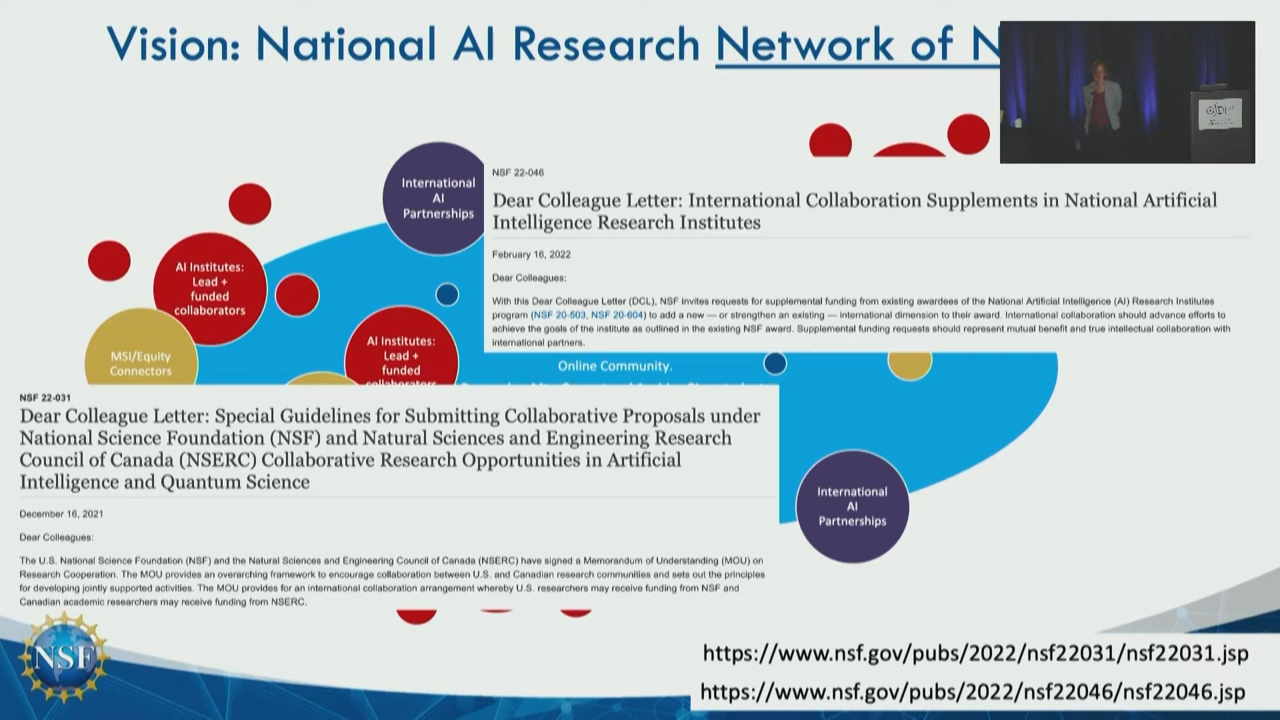 Vision: National AI Research Network of N
International
AI
Partnerships
AI Institutes:
Lead +
funded
collaborators
MSI/Equity
Connectors
AI Institutes:
Lead +
funded
collaborators
NSF 22-046
Dear Colleague Letter: International Collaboration Supplements in National Artificial
Intelligence Research Institutes
February 16, 2022
Dear Colleagues:
With this Dear Colleague Letter (DCL), NSF invites requests for supplemental funding from existing awardees of the National Artificial Intelligence (AI) Research Institutes
program (NSF 20-503, NSF 20-604) to add a new — or strengthen an existing — international dimension to their award. International collaboration should advance efforts to
achieve the goals of the institute as outlined in the existing NSF award. Supplemental funding requests should represent mutual benefit and true intellectual collaboration with
international partners.
Online Community.
NSF 22-031
Dear Colleague Letter: Special Guidelines for Submitting Collaborative Proposals under
National Science Foundation (NSF) and Natural Sciences and Engineering Research
Council of Canada (NSERC) Collaborative Research Opportunities in Artificial
Intelligence and Quantum Science
December 16, 2021
Dear Colleagues:
The U.S. National Science Foundation (NSF) and the Natural Sciences and Engineering Council of Canada (NSERC) have signed a Memorandum of Understanding (MOU) on
Research Cooperation. The MOU provides an overarching framework to encourage collaboration between U.S. and Canadian research communities and sets out the principles
for developing jointly supported activities. The MOU provides for an international collaboration arrangement whereby U.S. researchers may receive funding from NSF and
Canadian academic researchers may receive funding from NSERC.
International
AI
Partnerships
NSF
https://www.nsf.gov/pubs/2022/nsf22031/nsf22031.jsp
https://www.nsf.gov/pubs/2022/nsf22046/nsf22046.jsp